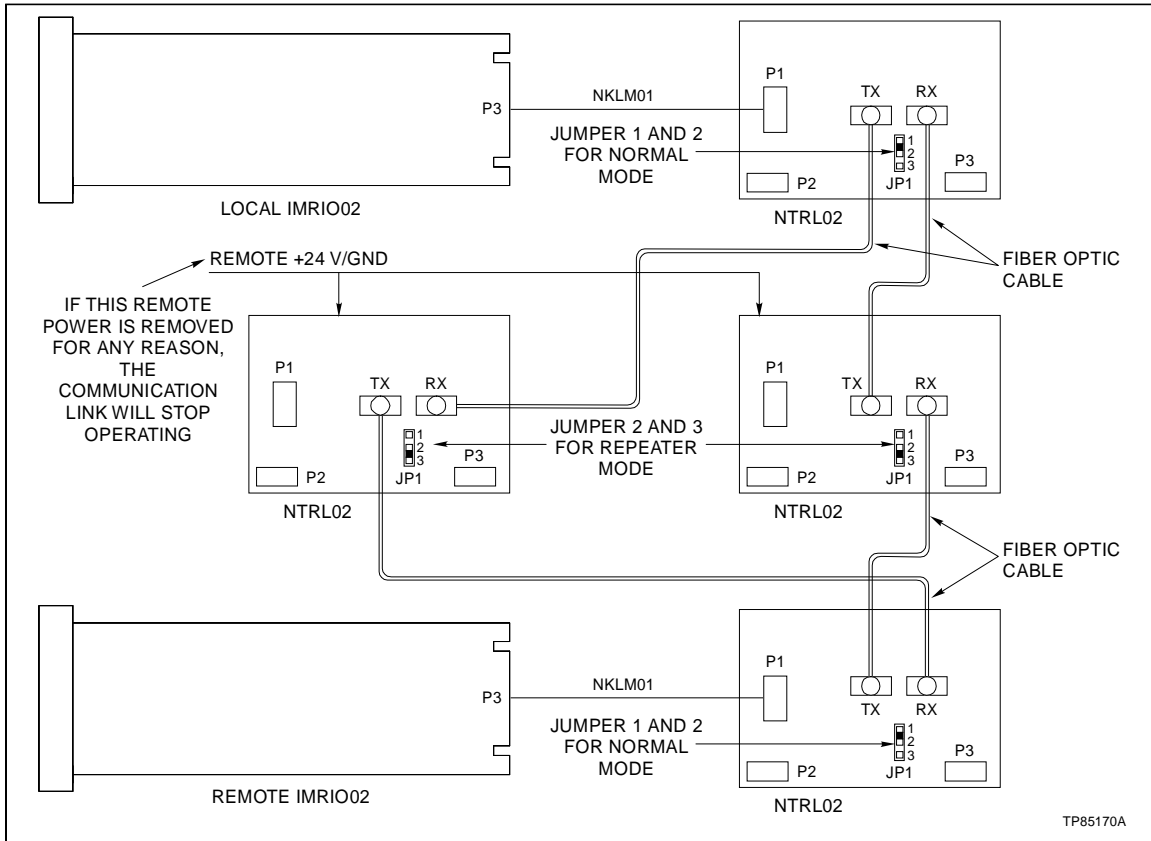 P3
LOCAL IMRIO02
NKLM01
JUMPER 1 AND 2
FOR NORMAL
MODE
P1
TX
RX
1
2
3
JP1
P2
P3
NTRL02
FIBER OPTIC
CABLE
REMOTE +24 V/GND
IF THIS REMOTE
POWER IS REMOVED
FOR ANY REASON,
THE
COMMUNICATION
LINK WILL STOP
OPERATING
P1
TX
RX
1
2
3
JP1
P2
P3
NTRL02
JUMPER 2 AND 3
FOR REPEATER
MODE
P1
TX
RX
1
2
3
JP1
P2
P3
NTRL02
FIBER OPTIC
CABLE
P3
REMOTE IMRIO02
NKLM01
JUMPER 1 AND 2
FOR NORMAL
MODE
P1
TX
RX
1
2
3
JP1
P2
P3
NTRL02
TP85170A